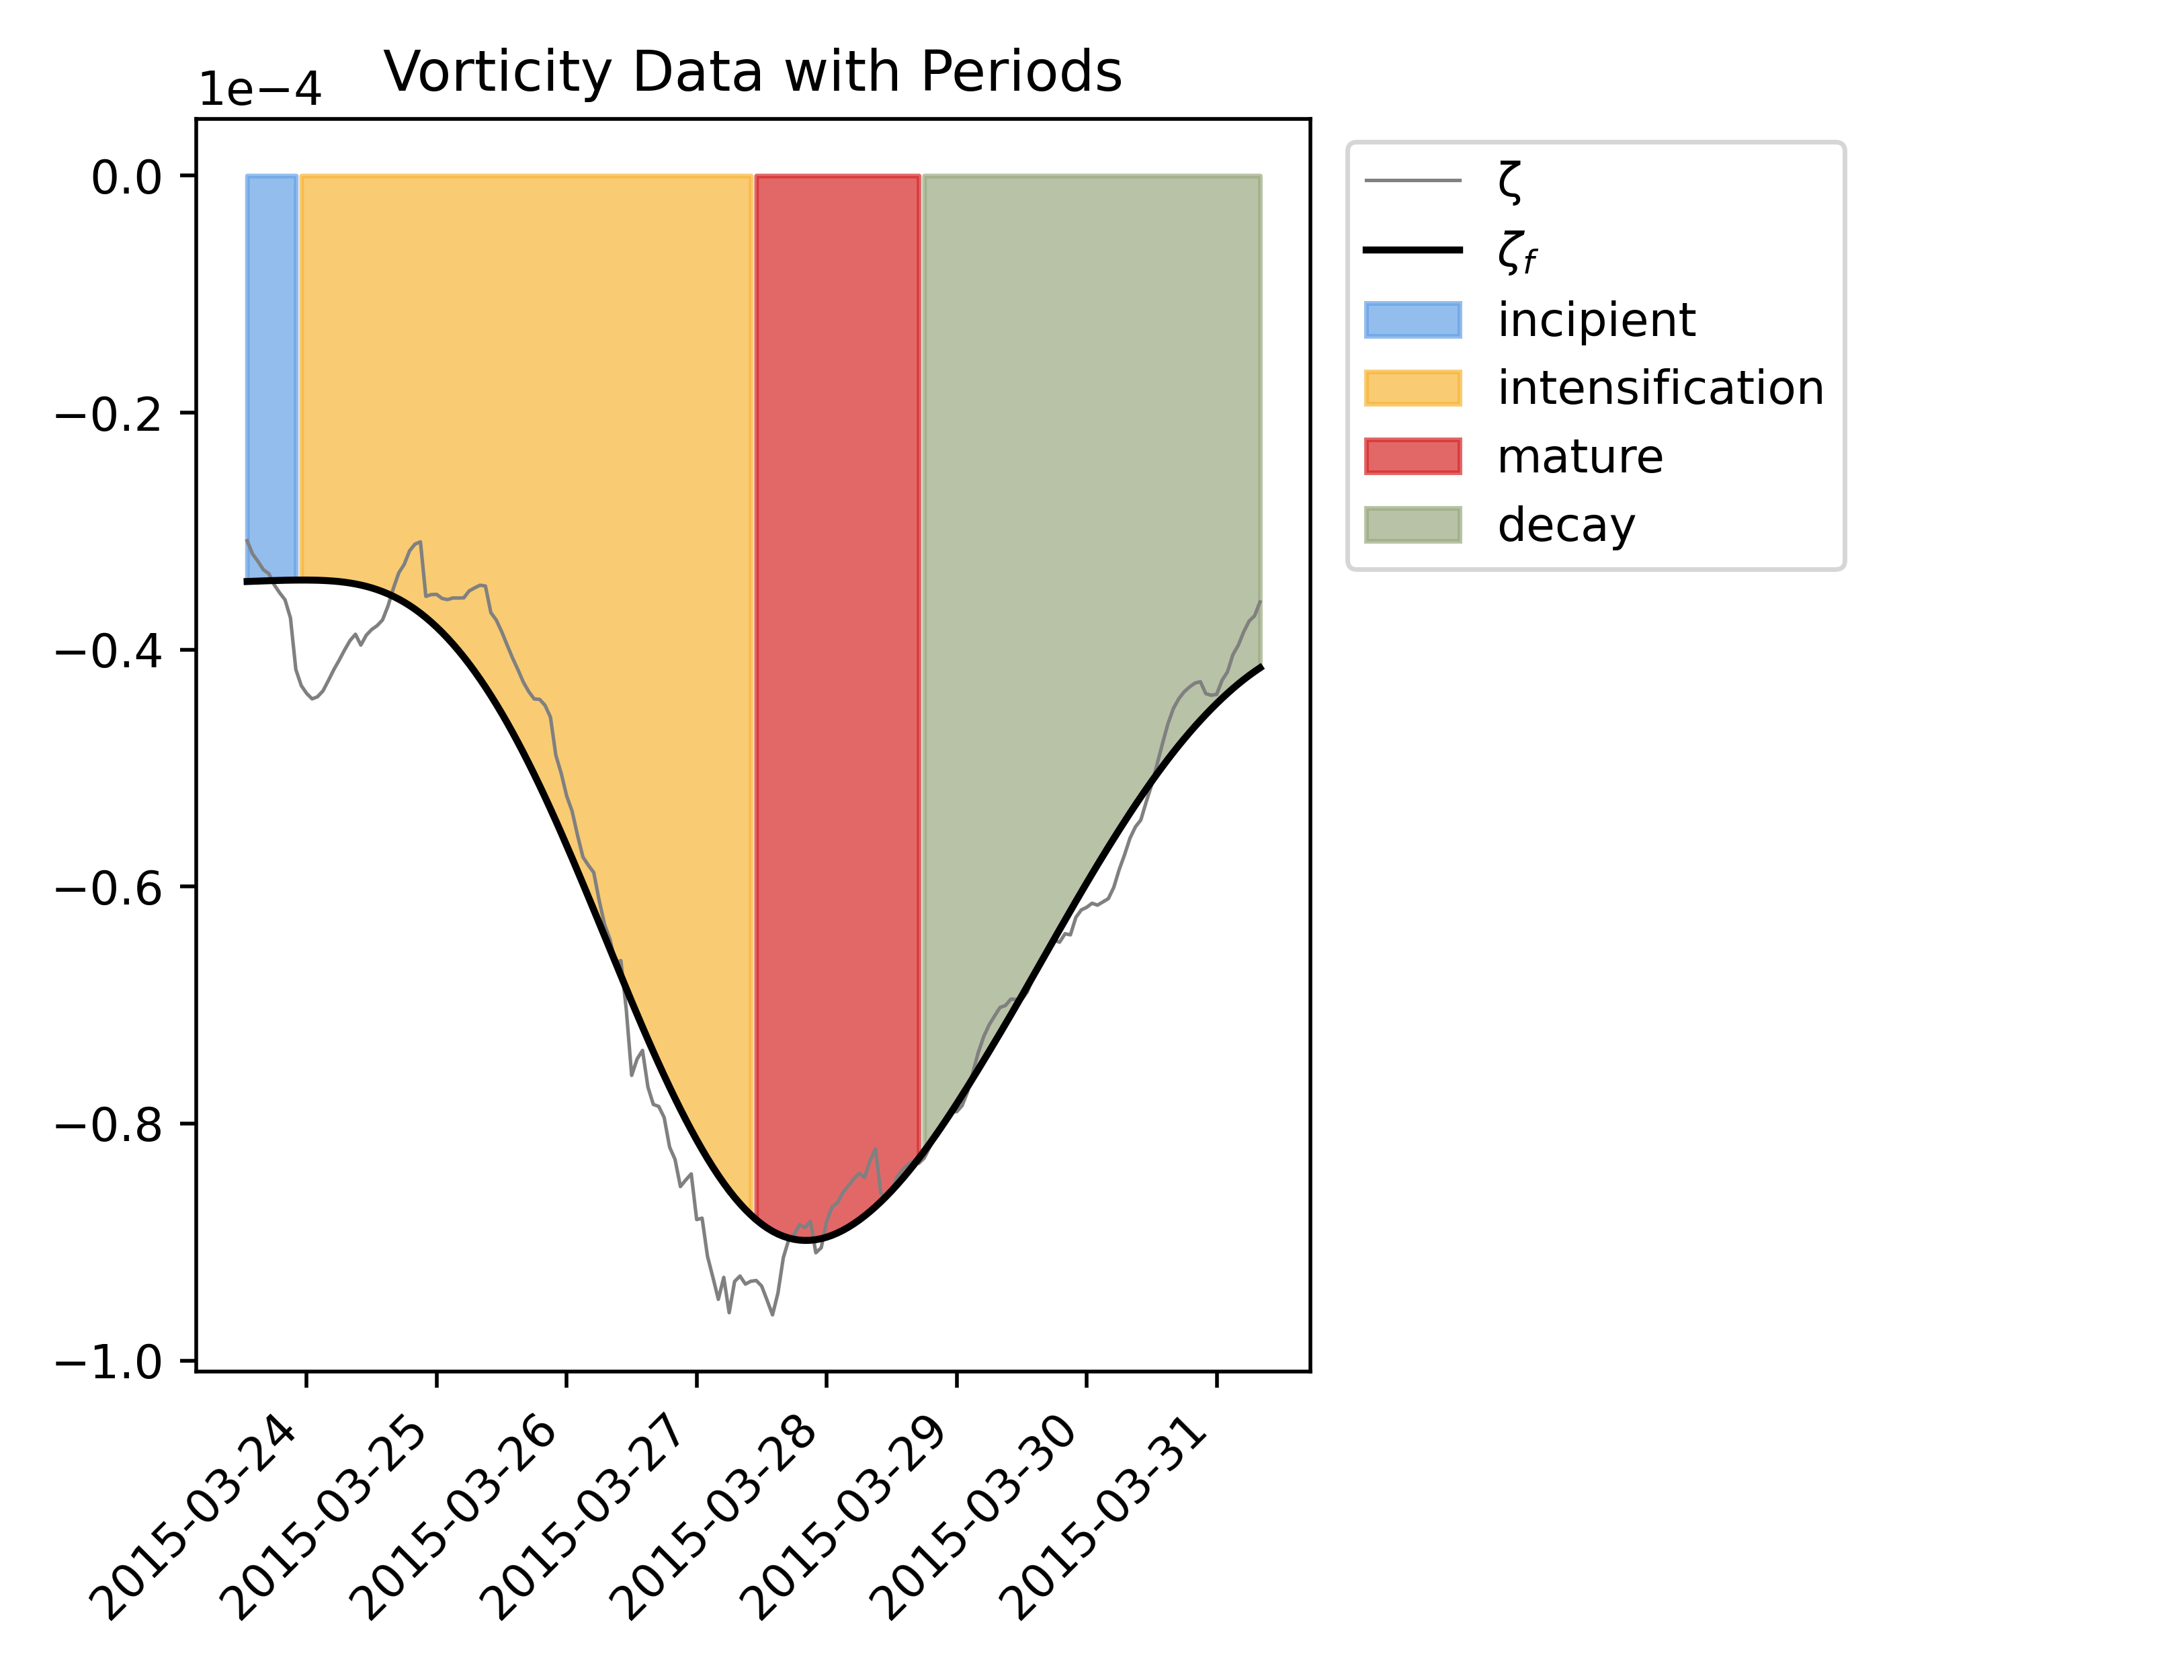 Vorticity Data with Periods
1e−4
0.0
−0.2
−0.4
−0.6
−0.8
−1.0
2015-03-24
2015-03-25
2015-03-26
2015-03-27
2015-03-28
2015-03-29
2015-03-30
2015-03-31
ζ
ζf
incipient
intensification
mature
decay